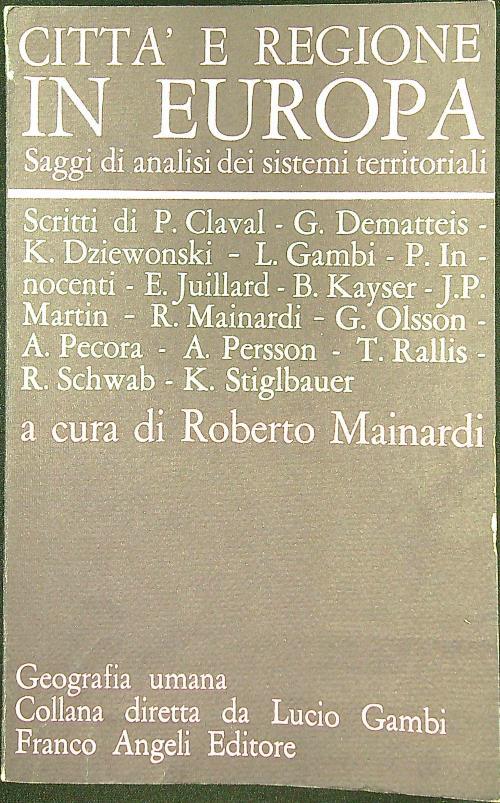 CITTA' E REGIONE
IN EUROPA
Saggi di analisi dei sistemi territoriali
Scritti di P. Claval - G. Dematteis -
K. Dziewonski - L. Gambi - P. In -
nocenti - E. Juillard - B. Kayser - J.P.
Martin - R. Mainardi - G. Olsson -
A. Pecora - A. Persson - T. Rallis -
R. Schwab - K. Stiglbauer
a cura di Roberto Mainardi
Geografia umana
Collana diretta da Lucio Gambi
Franco Angeli Editore